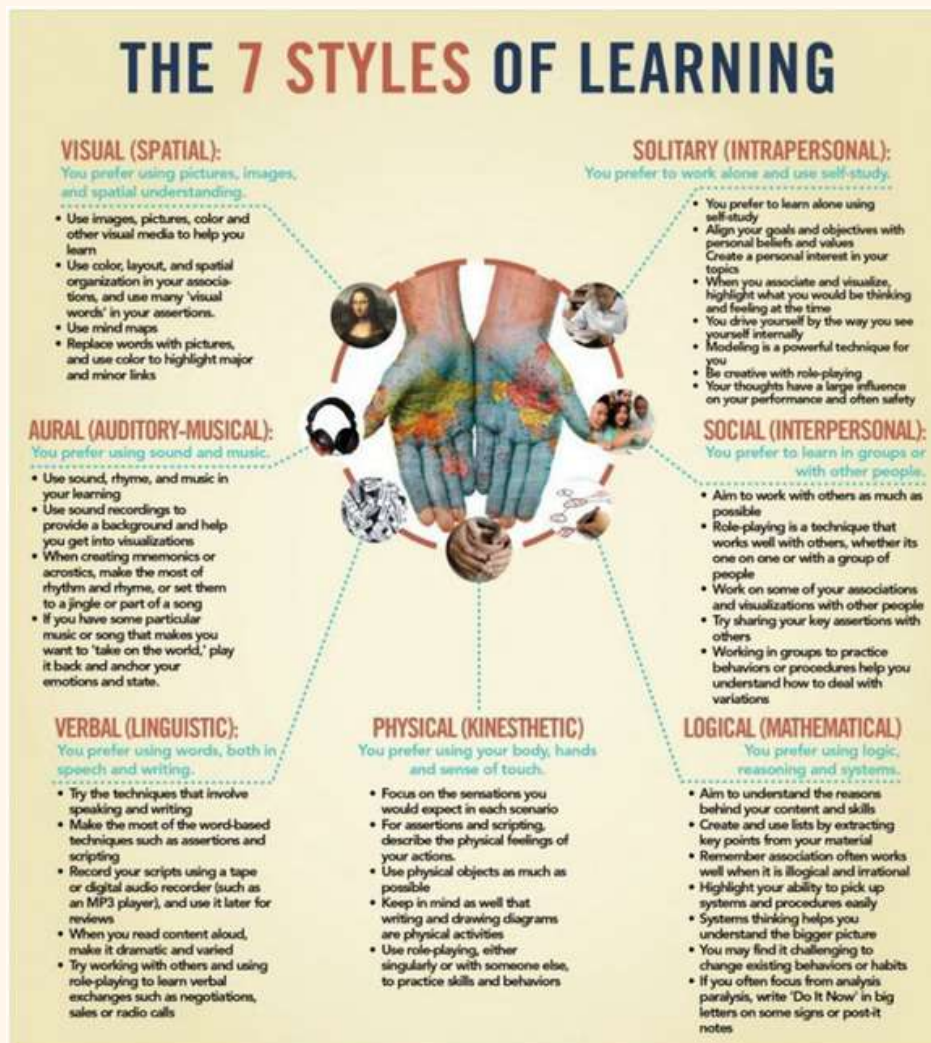 THE 7 STYLES OF LEARNING
VISUAL (SPATIAL):
You prefer using pictures, images,
and spatial understanding.
• Use images, pictures, color and
other visual media to help you
learn
• Use color, layout, and spatial
organization in your associa-
tions, and use many 'visual
words' in your assertions.
• Use mind maps
• Replace words with pictures,
and use color to highlight major
and minor links
SOLITARY (INTRAPERSONAL):
You prefer to work alone and use self-study.
• You prefer to learn alone using
self-study
• Align your goals and objectives with
personal beliefs and values
Create a personal interest in your
topics
• When you associate and visualize,
highlight what you would be thinking
and feeling at the time
• You drive yourself by the way you see
yourself internally
• Modeling is a powerful technique for
you
• Be creative with role-playing
• Your thoughts have a large influence
on your performance and often safety
AURAL (AUDITORY-MUSICAL):
You prefer using sound and music.
• Use sound, rhyme, and music in
your learning
• Use sound recordings to
provide a background and help
you get into visualizations
• When creating mnemonics or
acrostics, make the most of
rhythm and rhyme, or set them
to a jingle or part of a song
• If you have some particular
music or song that makes you
want to 'take on the world,' play
it back and anchor your
emotions and state.
SOCIAL (INTERPERSONAL):
You prefer to learn in groups or
with other people.
• Aim to work with others as much as
possible
• Role-playing is a technique that
works well with others, whether its
one on one or with a group of
people
• Work on some of your associations
and visualizations with other people
• Try sharing your key assertions with
others
• Working in groups to practice
behaviors or procedures help you
understand how to deal with
variations
VERBAL (LINGUISTIC):
You prefer using words, both in
speech and writing.
• Try the techniques that involve
speaking and writing
• Make the most of the word-based
techniques such as assertions and
scripting
• Record your scripts using a tape
or digital audio recorder (such as
an MP3 player), and use it later for
reviews
• When you read content aloud,
make it dramatic and varied
• Try working with others and using
role-playing to learn verbal
exchanges such as negotiations,
sales or radio calls
PHYSICAL (KINESTHETIC)
You prefer using your body, hands
and sense of touch.
• Focus on the sensations you
would expect in each scenario
• For assertions and scripting,
describe the physical feelings of
your actions.
• Use physical objects as much as
possible
• Keep in mind as well that
writing and drawing diagrams
are physical activities
• Use role-playing, either
singularly or with someone else,
to practice skills and behaviors
LOGICAL (MATHEMATICAL)
You prefer using logic,
reasoning and systems.
• Aim to understand the reasons
behind your content and skills
• Create and use lists by extracting
key points from your material
• Remember association often works
well when it is illogical and irrational
• Highlight your ability to pick up
systems and procedures easily
• Systems thinking helps you
understand the bigger picture
• You may find it challenging to
change existing behaviors or habits
• If you often focus from analysis
paralysis, write 'Do It Now' in big
letters on some signs or post-it
notes